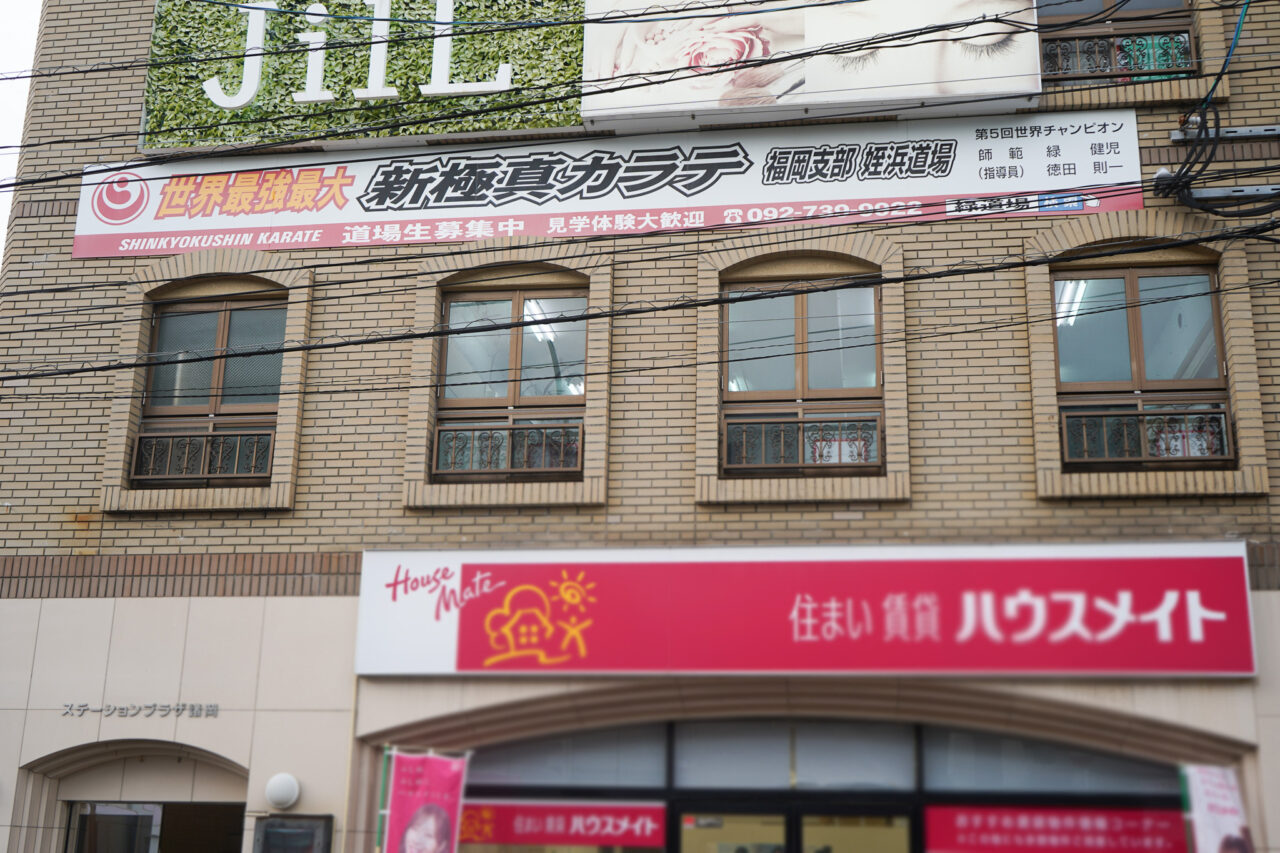 JiLL
世界最強最大 新極真カラテ 福岡支部 姪浜道場
第5回世界チャンピオン
師範 緑 健児
(指導員) 徳田 則一
SHINKYOKUSHIN KARATE 道場生募集中 見学体験大歓迎 ☎092-739-9922
緑道場
House Mate
住まい 賃貸 ハウスメイト
ステーションプラザ諸岡
住まい 賃貸 ハウスメイト